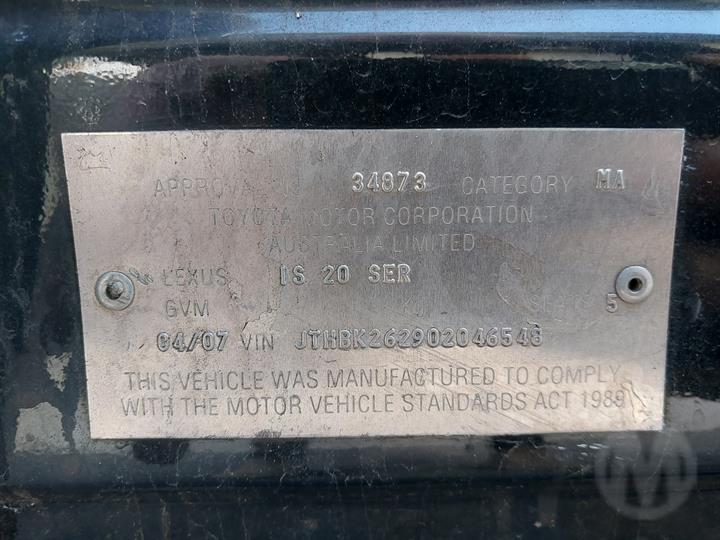 APPROVAL NO. 34873 CATEGORY MA
TOYOTA MOTOR CORPORATION
AUSTRALIA LIMITED
LEXUS IS 20 SER
GVM 5
04/07 VIN JTHBK262902046548
THIS VEHICLE WAS MANUFACTURED TO COMPLY
WITH THE MOTOR VEHICLE STANDARDS ACT 1989
M